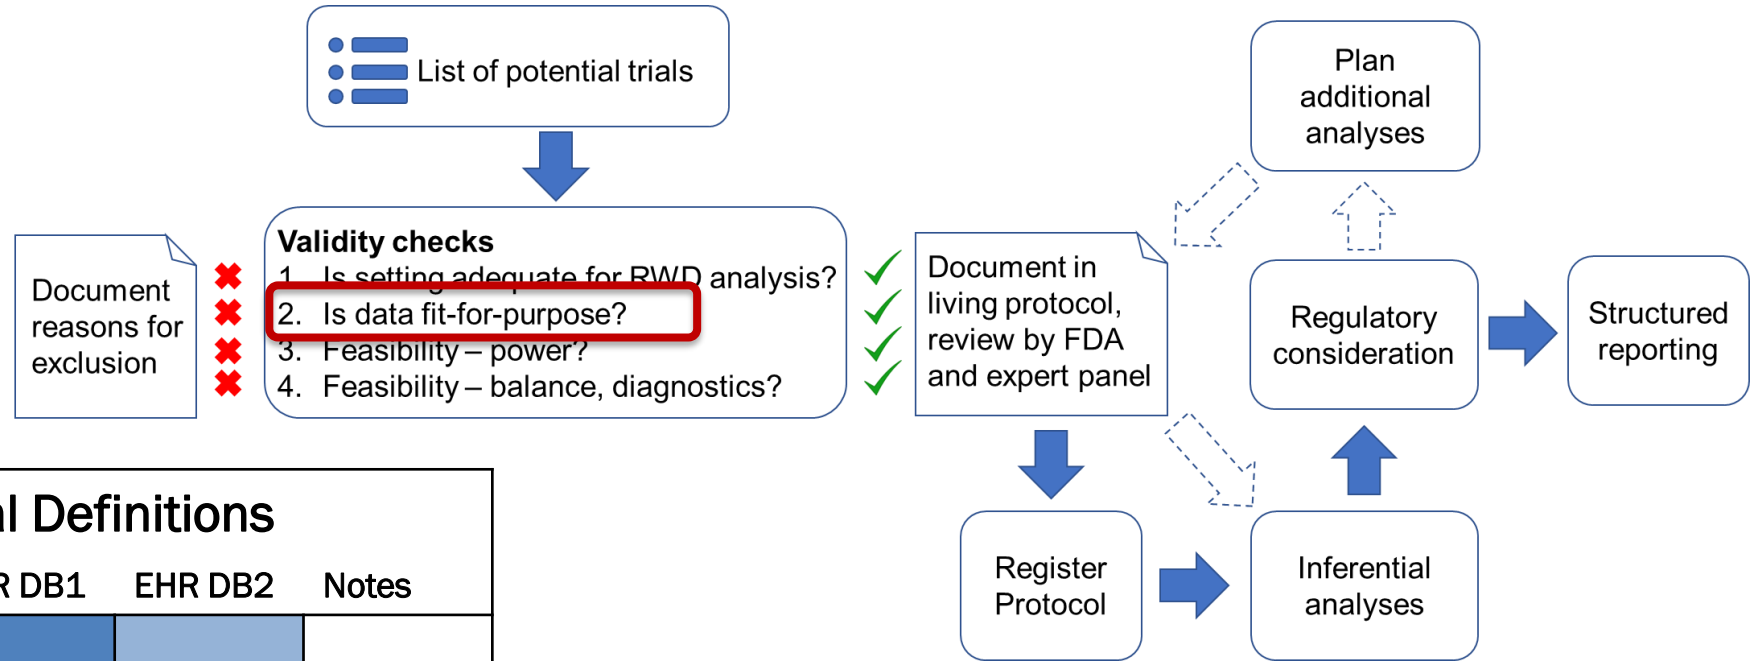 List of potential trials
Plan
additional
analyses
Document
reasons for
exclusion
Validity checks
1. Is setting adequate for RWD analysis?
2. Is data fit-for-purpose?
3. Feasibility – power?
4. Feasibility – balance, diagnostics?
Document in
living protocol,
review by FDA
and expert panel
Regulatory
consideration
Structured
reporting
Register
Protocol
Inferential
analyses
Definitions
DB1 EHR DB2 Notes